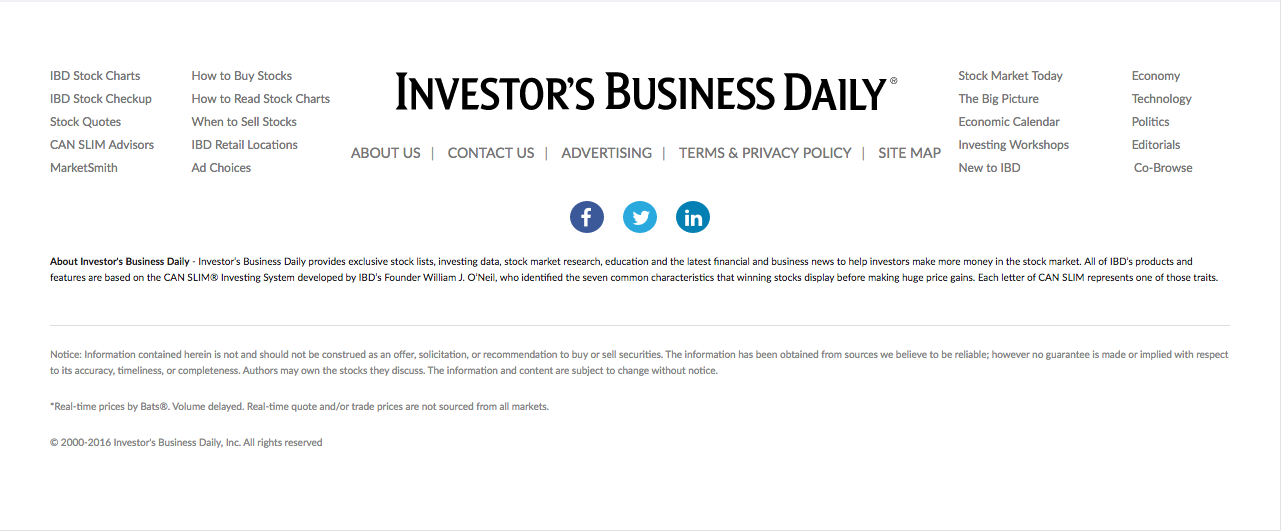 IBD Stock Charts
IBD Stock Checkup
Stock Quotes
CAN SLIM Advisors
MarketSmith
How to Buy Stocks
How to Read Stock Charts
When to Sell Stocks
IBD Retail Locations
Ad Choices
INVESTOR'S BUSINESS DAILY®
ABOUT US | CONTACT US | ADVERTISING | TERMS & PRIVACY POLICY | SITE MAP
Stock Market Today
The Big Picture
Economic Calendar
Investing Workshops
New to IBD
Economy
Technology
Politics
Editorials
Co-Browse
f in
About Investor's Business Daily - Investor's Business Daily provides exclusive stock lists, investing data, stock market research, education and the latest financial and business news to help investors make more money in the stock market. All of IBD's products and
features are based on the CAN SLIM® Investing System developed by IBD's Founder William J. O'Neil, who identified the seven common characteristics that winning stocks display before making huge price gains. Each letter of CAN SLIM represents one of those traits.
Notice: Information contained herein is not and should not be construed as an offer, solicitation, or recommendation to buy or sell securities. The information has been obtained from sources we believe to be reliable; however no guarantee is made or implied with respect
to its accuracy, timeliness, or completeness. Authors may own the stocks they discuss. The information and content are subject to change without notice.
*Real-time prices by Bats®. Volume delayed. Real-time quote and/or trade prices are not sourced from all markets.
© 2000-2016 Investor's Business Daily, Inc. All rights reserved